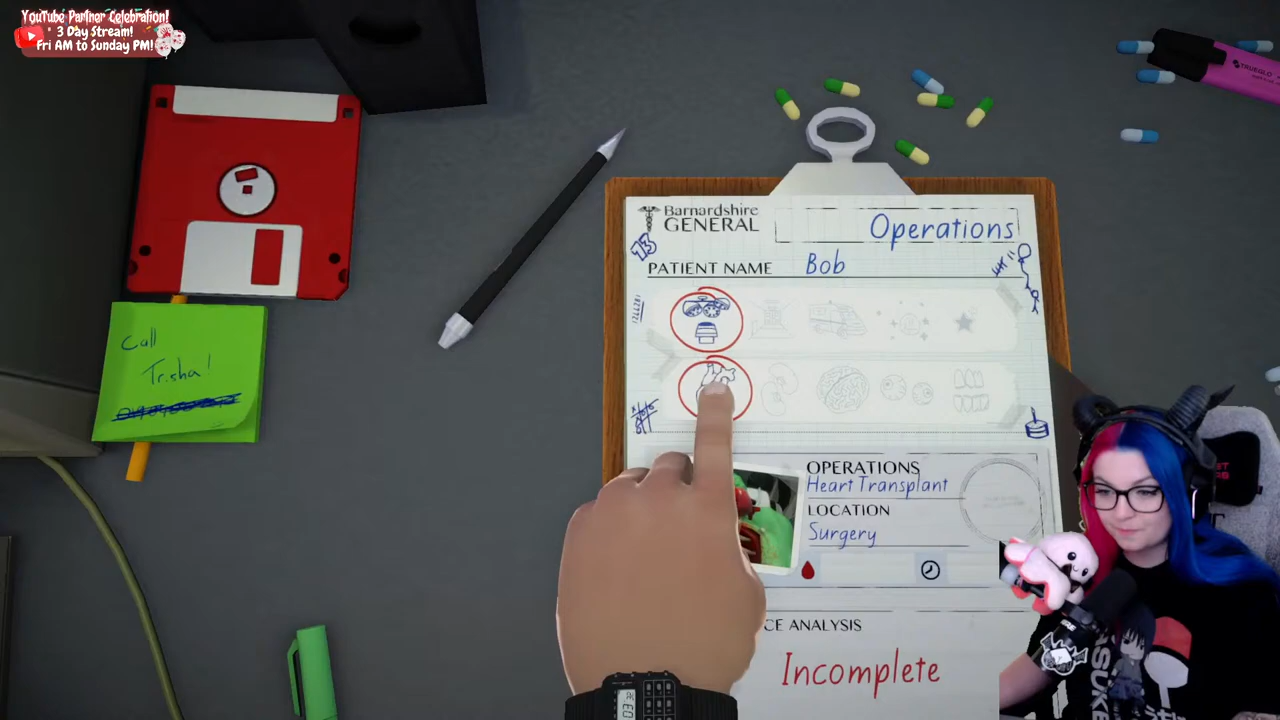 YouTube Partner Celebration!
3 Day Stream!
Fri AM to Sunday PM!
TRUEGLO
Barnardshire
GENERAL
Operations
PATIENT NAME Bob
Call
Trisha!
OPERATIONS
Heart Transplant
LOCATION
Surgery
CE ANALYSIS
Incomplete